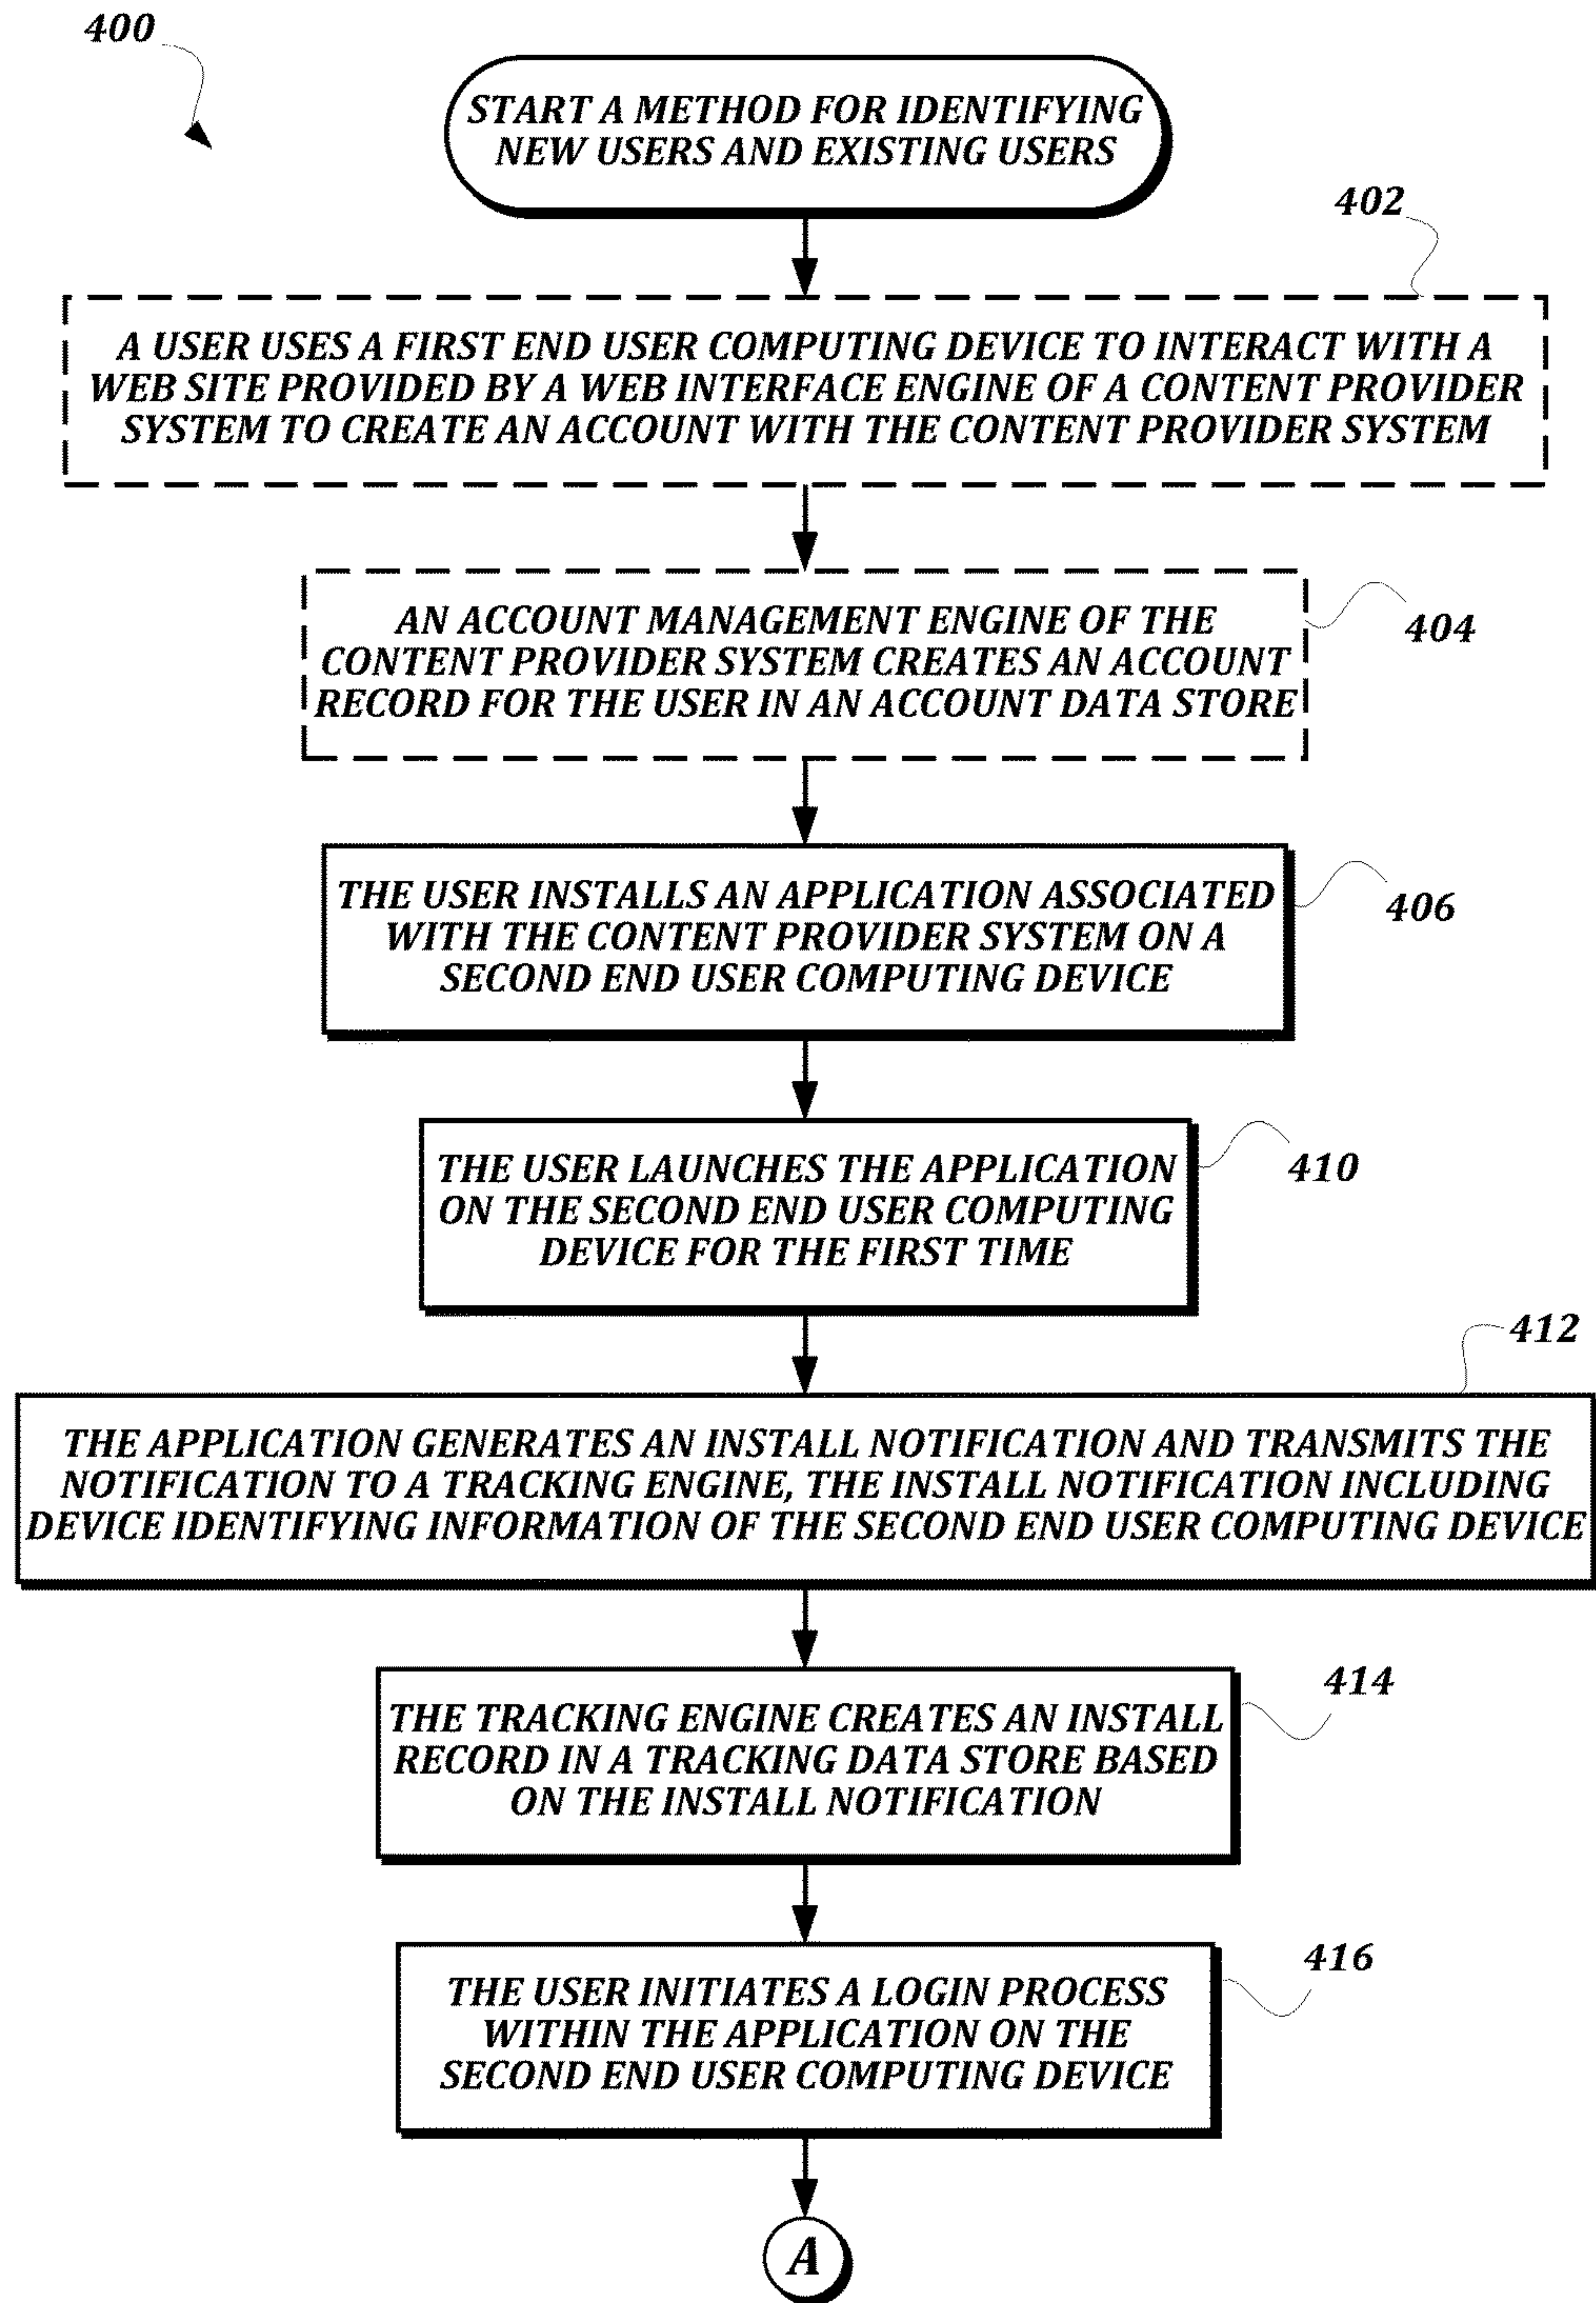 400
START A METHOD FOR IDENTIFYING
NEW USERS AND EXISTING USERS
402
A USER USES A FIRST END USER COMPUTING DEVICE TO INTERACT WITH A
WEB SITE PROVIDED BY A WEB INTERFACE ENGINE OF A CONTENT PROVIDER
SYSTEM TO CREATE AN ACCOUNT WITH THE CONTENT PROVIDER SYSTEM
AN ACCOUNT MANAGEMENT ENGINE OF THE
CONTENT PROVIDER SYSTEM CREATES AN ACCOUNT
RECORD FOR THE USER IN AN ACCOUNT DATA STORE
404
THE USER INSTALLS AN APPLICATION ASSOCIATED
WITH THE CONTENT PROVIDER SYSTEM ON A
SECOND END USER COMPUTING DEVICE
406
THE USER LAUNCHES THE APPLICATION
ON THE SECOND END USER COMPUTING
DEVICE FOR THE FIRST TIME
410
412
THE APPLICATION GENERATES AN INSTALL NOTIFICATION AND TRANSMITS THE
NOTIFICATION TO A TRACKING ENGINE, THE INSTALL NOTIFICATION INCLUDING
DEVICE IDENTIFYING INFORMATION OF THE SECOND END USER COMPUTING DEVICE
THE TRACKING ENGINE CREATES AN INSTALL
RECORD IN A TRACKING DATA STORE BASED
ON THE INSTALL NOTIFICATION
414
THE USER INITIATES A LOGIN PROCESS
WITHIN THE APPLICATION ON THE
SECOND END USER COMPUTING DEVICE
416
A